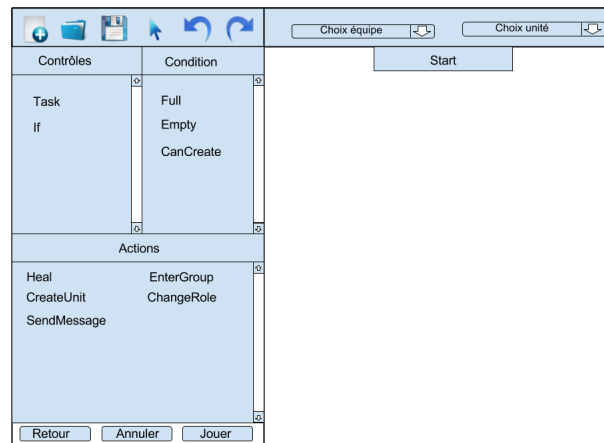 Choix équipe
Choix unité
Contrôles
Condition
Start
Task
If
Full
Empty
CanCreate
Actions
Heal
EnterGroup
CreateUnit
ChangeRole
SendMessage
Retour
Annuler
Jouer